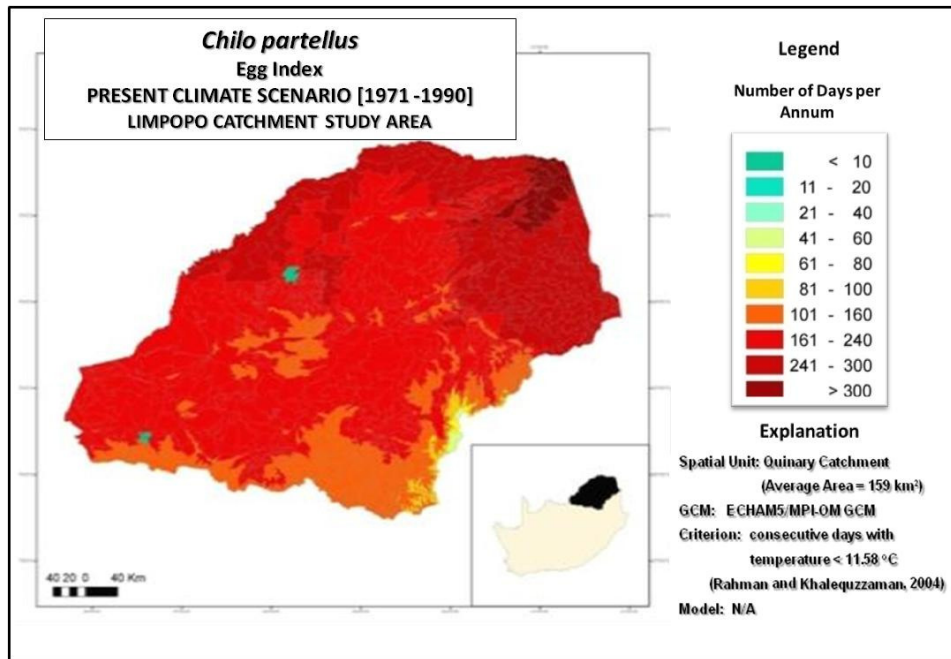 Chilo partellus
Egg Index
PRESENT CLIMATE SCENARIO [1971 -1990]
LIMPOPO CATCHMENT STUDY AREA
40 20 0 40 Km
Legend
Number of Days per
Annum
< 10
11 - 20
21 - 40
41 - 60
61 - 80
81 - 100
101 - 160
161 - 240
241 - 300
> 300
Explanation
Spatial Unit: Quinary Catchment
(Average Area = 159 km²)
GCM: ECHAM5/MPI-OM GCM
Criterion: consecutive days with
temperature < 11.58 °C
(Rahman and Khalequzzaman, 2004)
Model: N/A